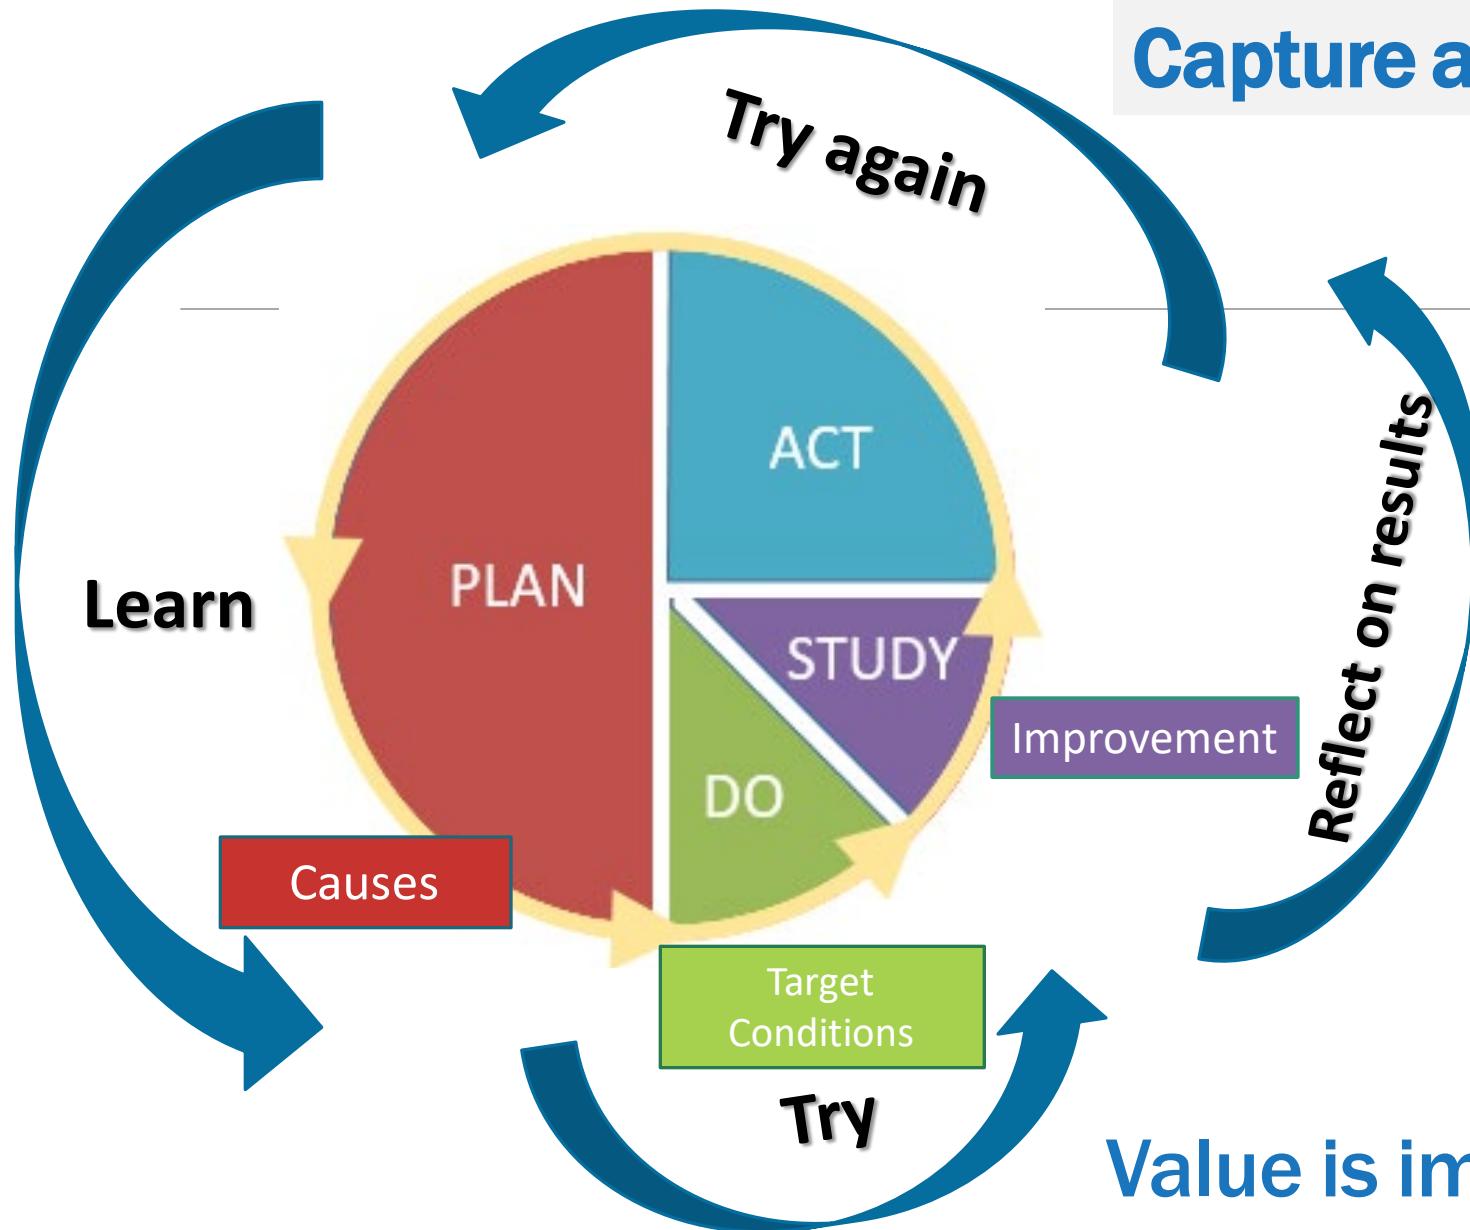 Capture a
Try again
ACT
PLAN
Learn
STUDY
Reflect on results
Improvement
DO
Causes
Target
Conditions
Try
Value is im